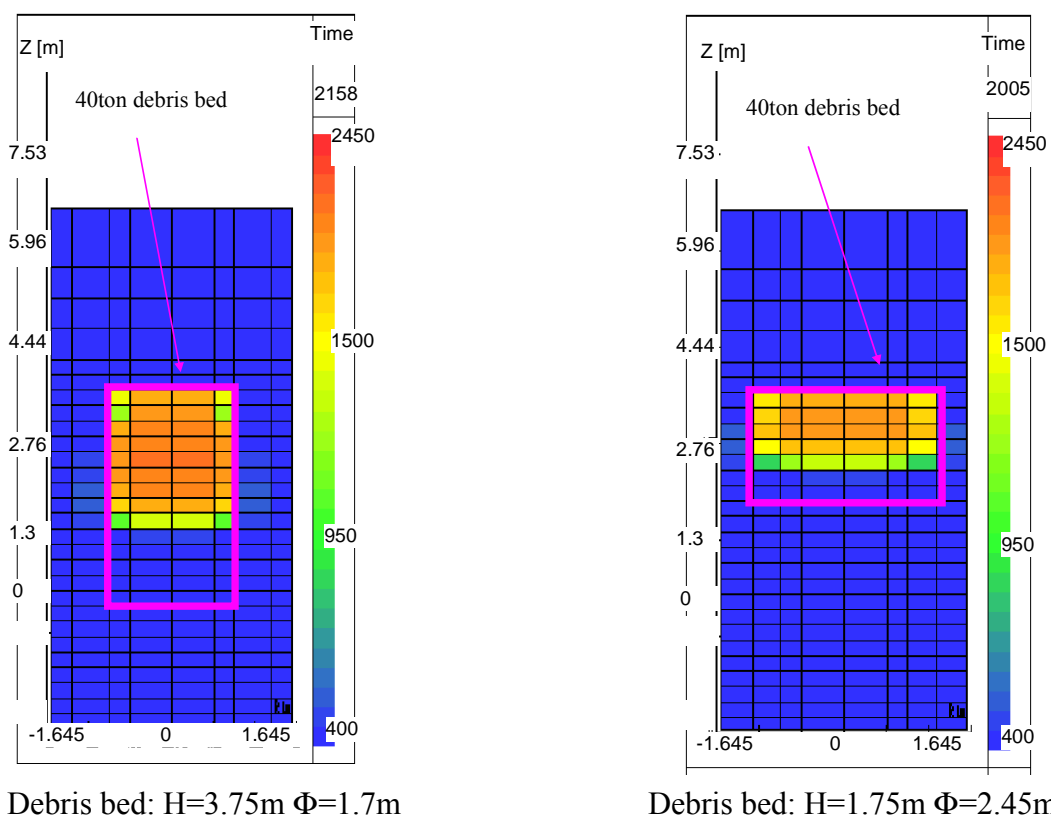 Time
Z [m]
2158
40ton debris bed
2450
7.53
5.96
4.44
1500
2.76
1.3
950
0
400
-1.645 0 1.645
Debris bed: H=3.75m Φ=1.7m
Time
Z [m]
2005
40ton debris bed
2450
7.53
5.96
4.44
1500
2.76
1.3
950
0
400
-1.645 0 1.645
Debris bed: H=1.75m Φ=2.45m